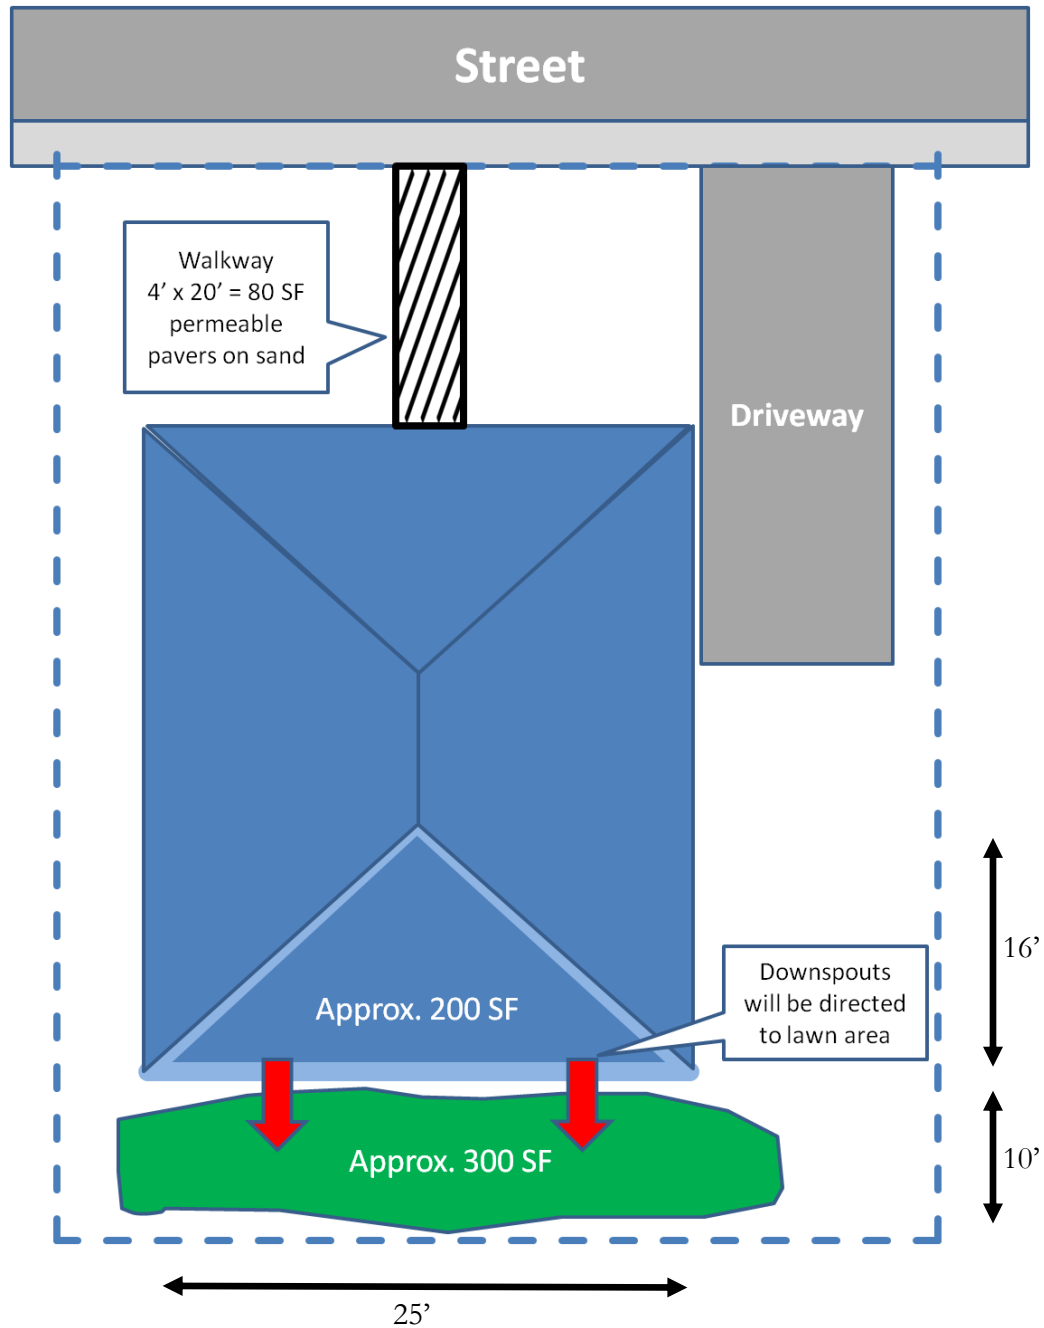 Street
Walkway
4’ x 20’ = 80 SF
permeable
pavers on sand
Driveway
16’
Downspouts
will be directed
to lawn area
Approx. 200 SF
10’
Approx. 300 SF
25’